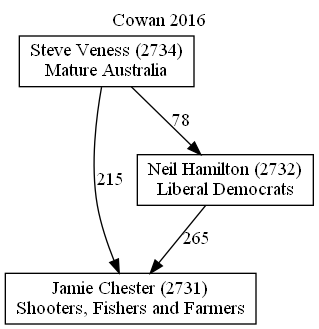 Cowan 2016
Steve Veness (2734)
Mature Australia
78
Neil Hamilton (2732)
Liberal Democrats
215
265
Jamie Chester (2731)
Shooters, Fishers and Farmers